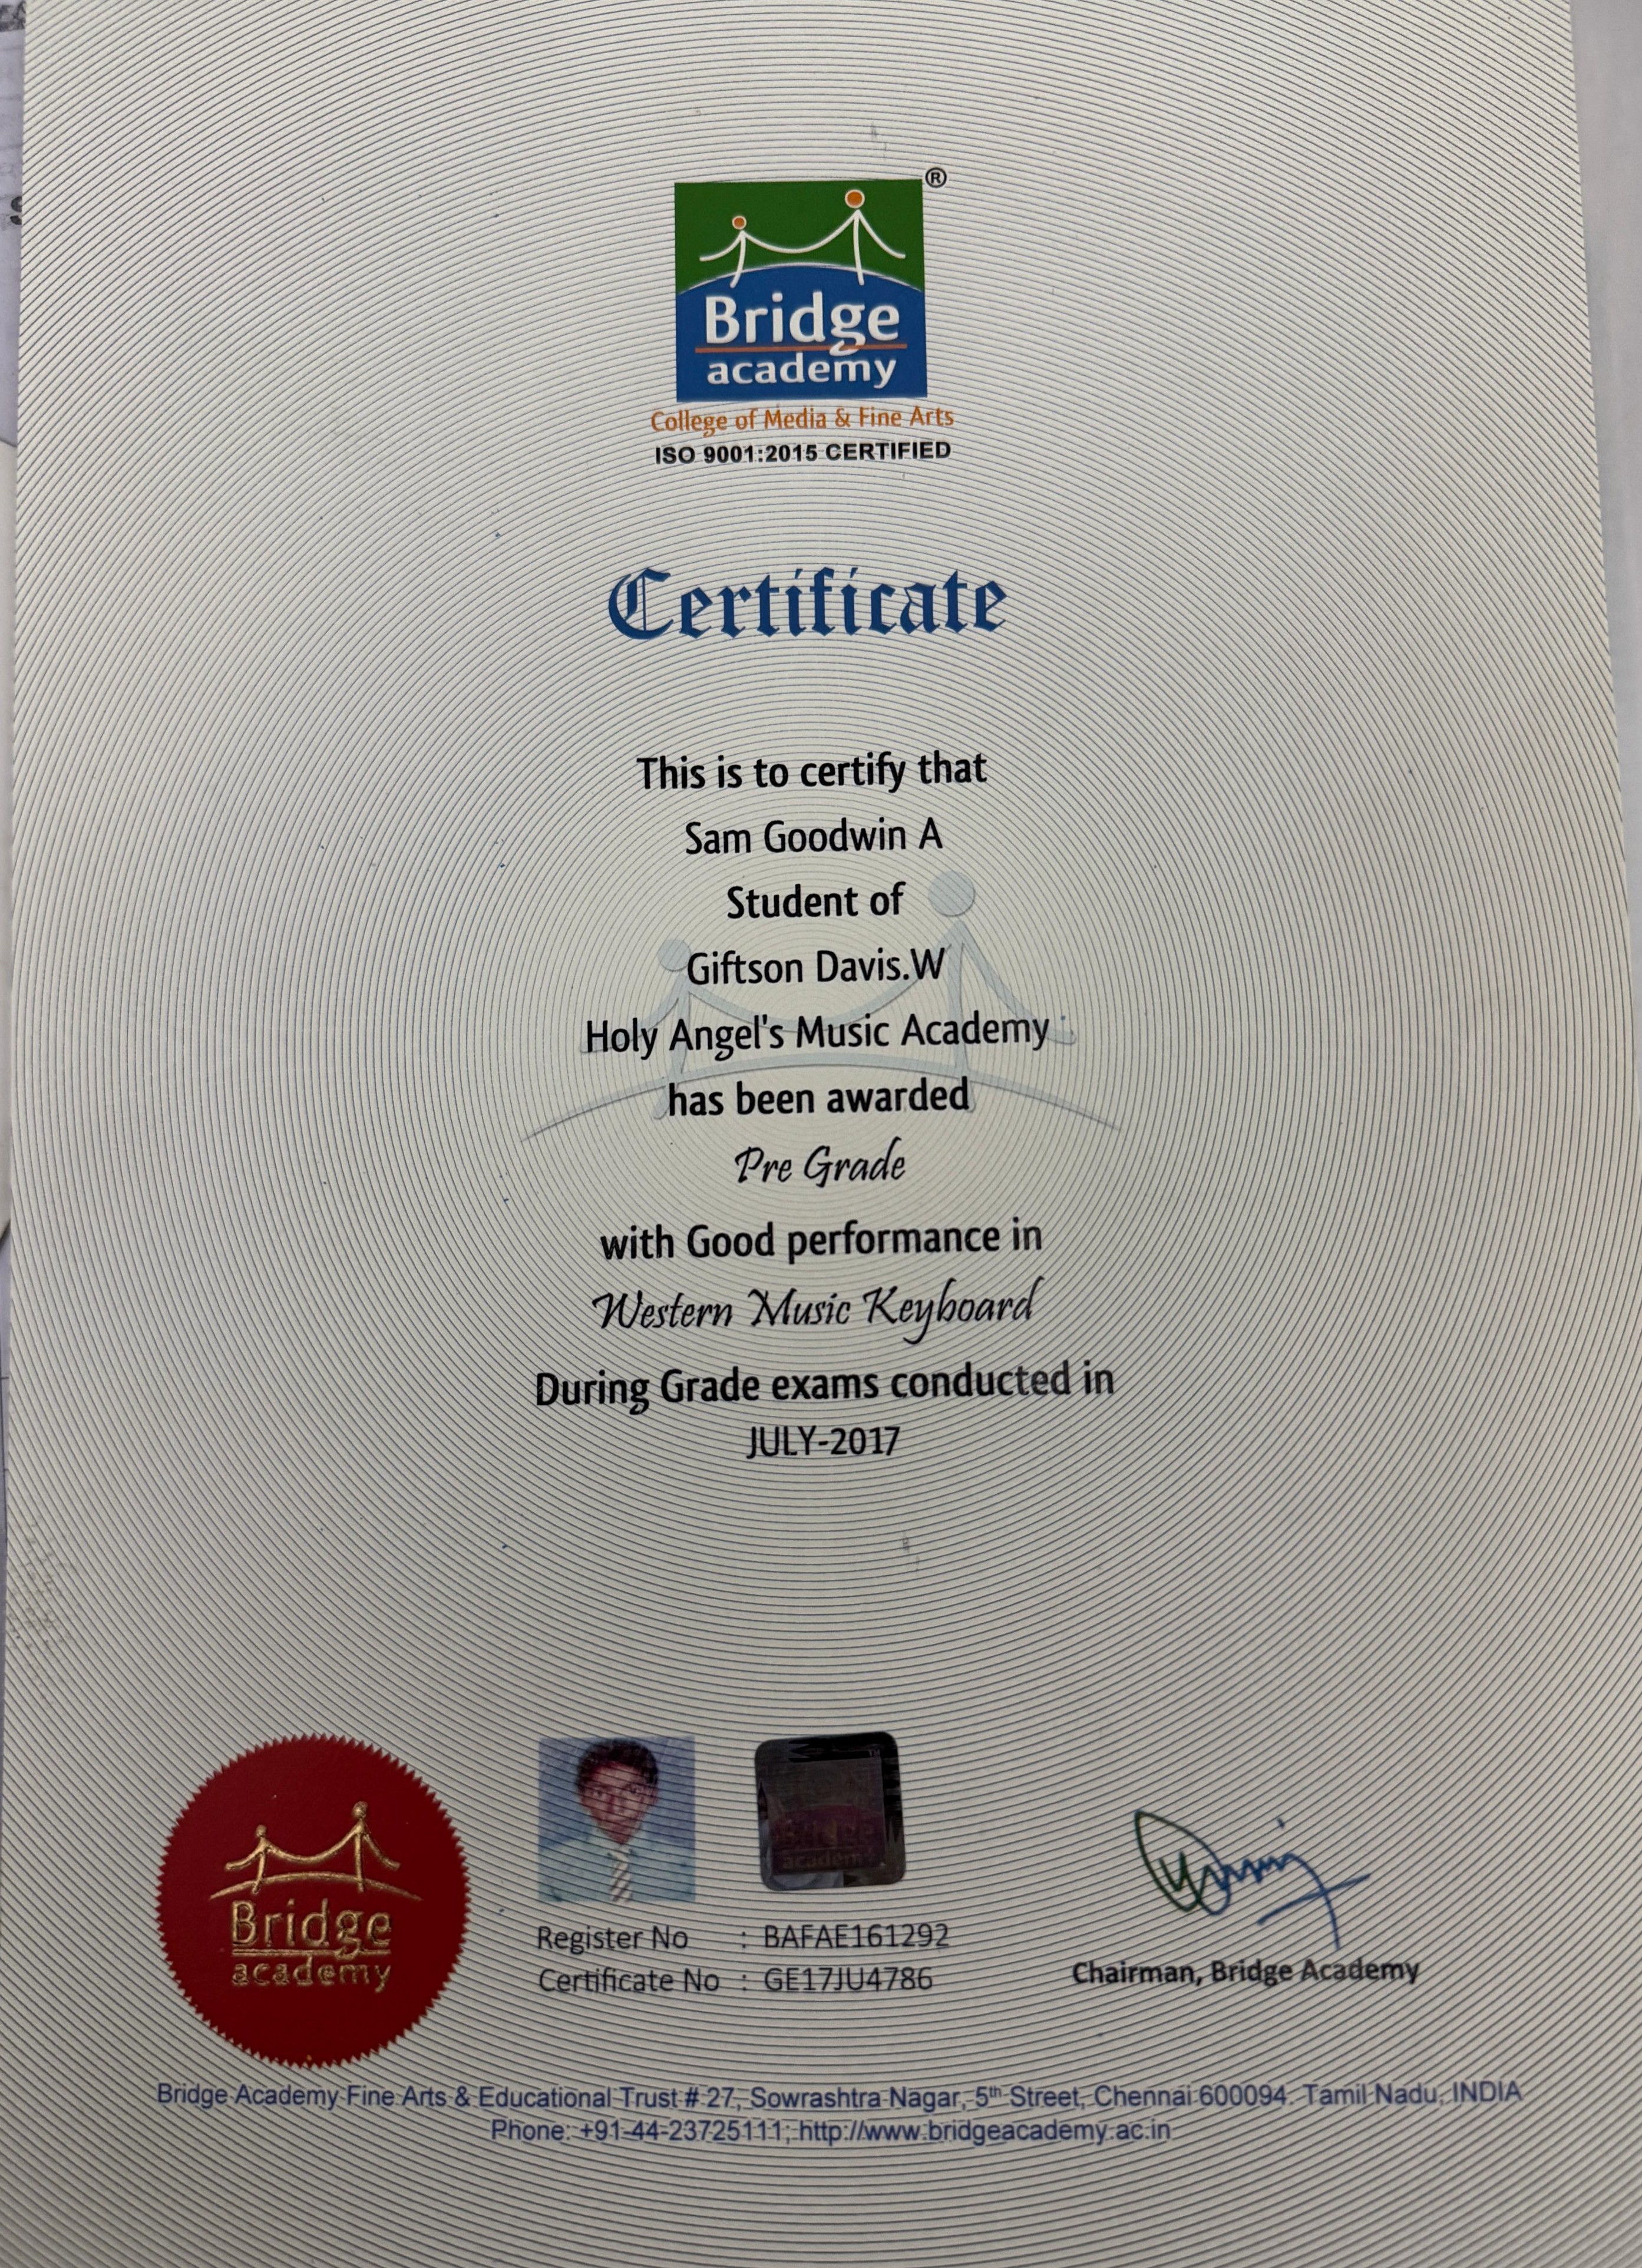 ®
Bridge
academy
College of Media & Fine Arts
ISO 9001:2015 CERTIFIED
Certificate
This is to certify that
Sam Goodwin A
Student of
Giftson Davis.W
Holy Angel's Music Academy
has been awarded
Pre Grade
with Good performance in
Western Music Keyboard
During Grade exams conducted in
JULY-2017
Bridge
academy
TM
Bridge
academy
Register No : BAFAE161292
Certificate No : GE17JU4786
Chairman, Bridge Academy
Bridge Academy Fine Arts & Educational Trust # 27, Sowrashtra Nagar, 5th Street, Chennai 600094. Tamil Nadu, INDIA
Phone: +91-44-23725111; http://www.bridgeacademy.ac.in